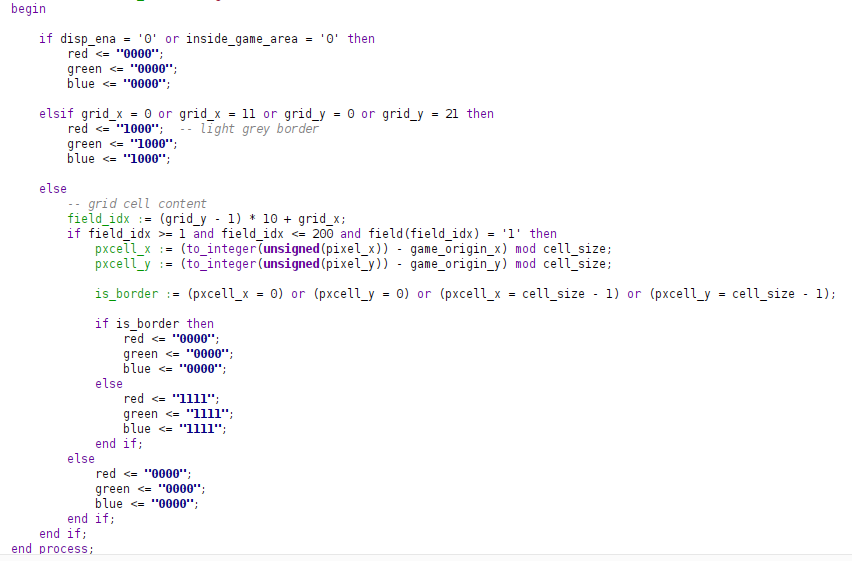 begin
if disp_ena = '0' or inside_game_area = '0' then
red <= "0000";
green <= "0000";
blue <= "0000";
elsif grid_x = 0 or grid_x = 11 or grid_y = 0 or grid_y = 21 then
red <= "1000";  -- light grey border
green <= "1000";
blue <= "1000";
else
-- grid cell content
field_idx := (grid_y - 1) * 10 + grid_x;
if field_idx >= 1 and field_idx <= 200 and field(field_idx) = '1' then
pxcell_x := (to_integer(unsigned(pixel_x)) - game_origin_x) mod cell_size;
pxcell_y := (to_integer(unsigned(pixel_y)) - game_origin_y) mod cell_size;
is_border := (pxcell_x = 0) or (pxcell_y = 0) or (pxcell_x = cell_size - 1) or (pxcell_y = cell_size - 1);
if is_border then
red <= "0000";
green <= "0000";
blue <= "0000";
else
red <= "1111";
green <= "1111";
blue <= "1111";
end if;
else
red <= "0000";
green <= "0000";
blue <= "0000";
end if;
end if;
end process;